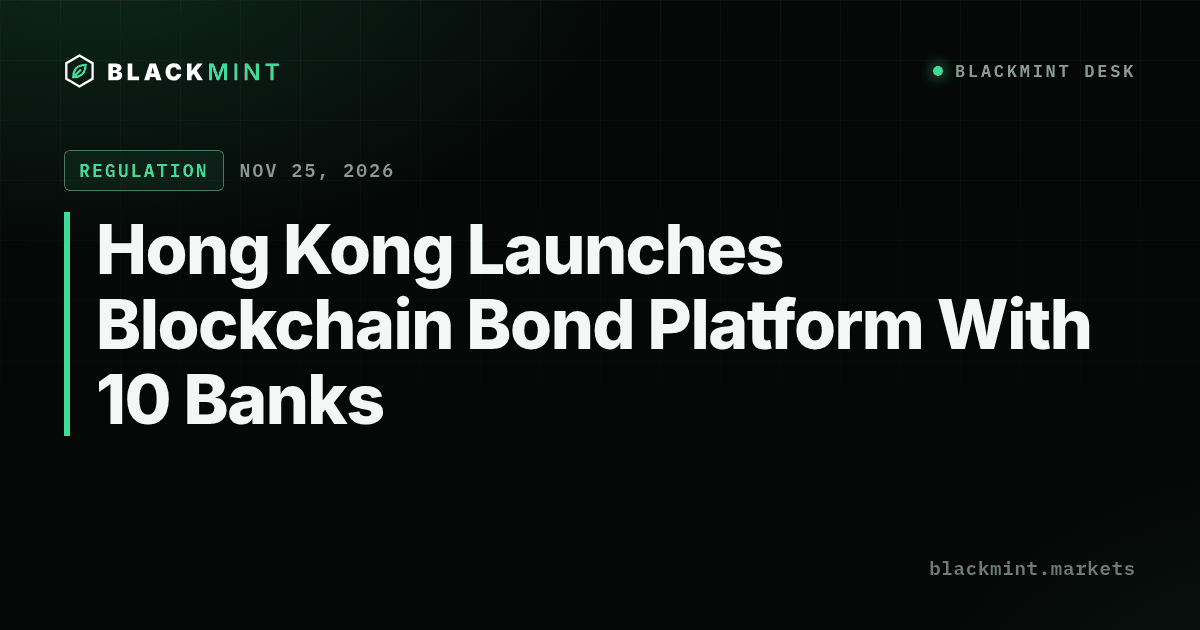 BLACKMINT
BLACKMINT DESK
REGULATION
NOV 25, 2026
Hong Kong Launches
Blockchain Bond Platform With
10 Banks
blackmint.markets